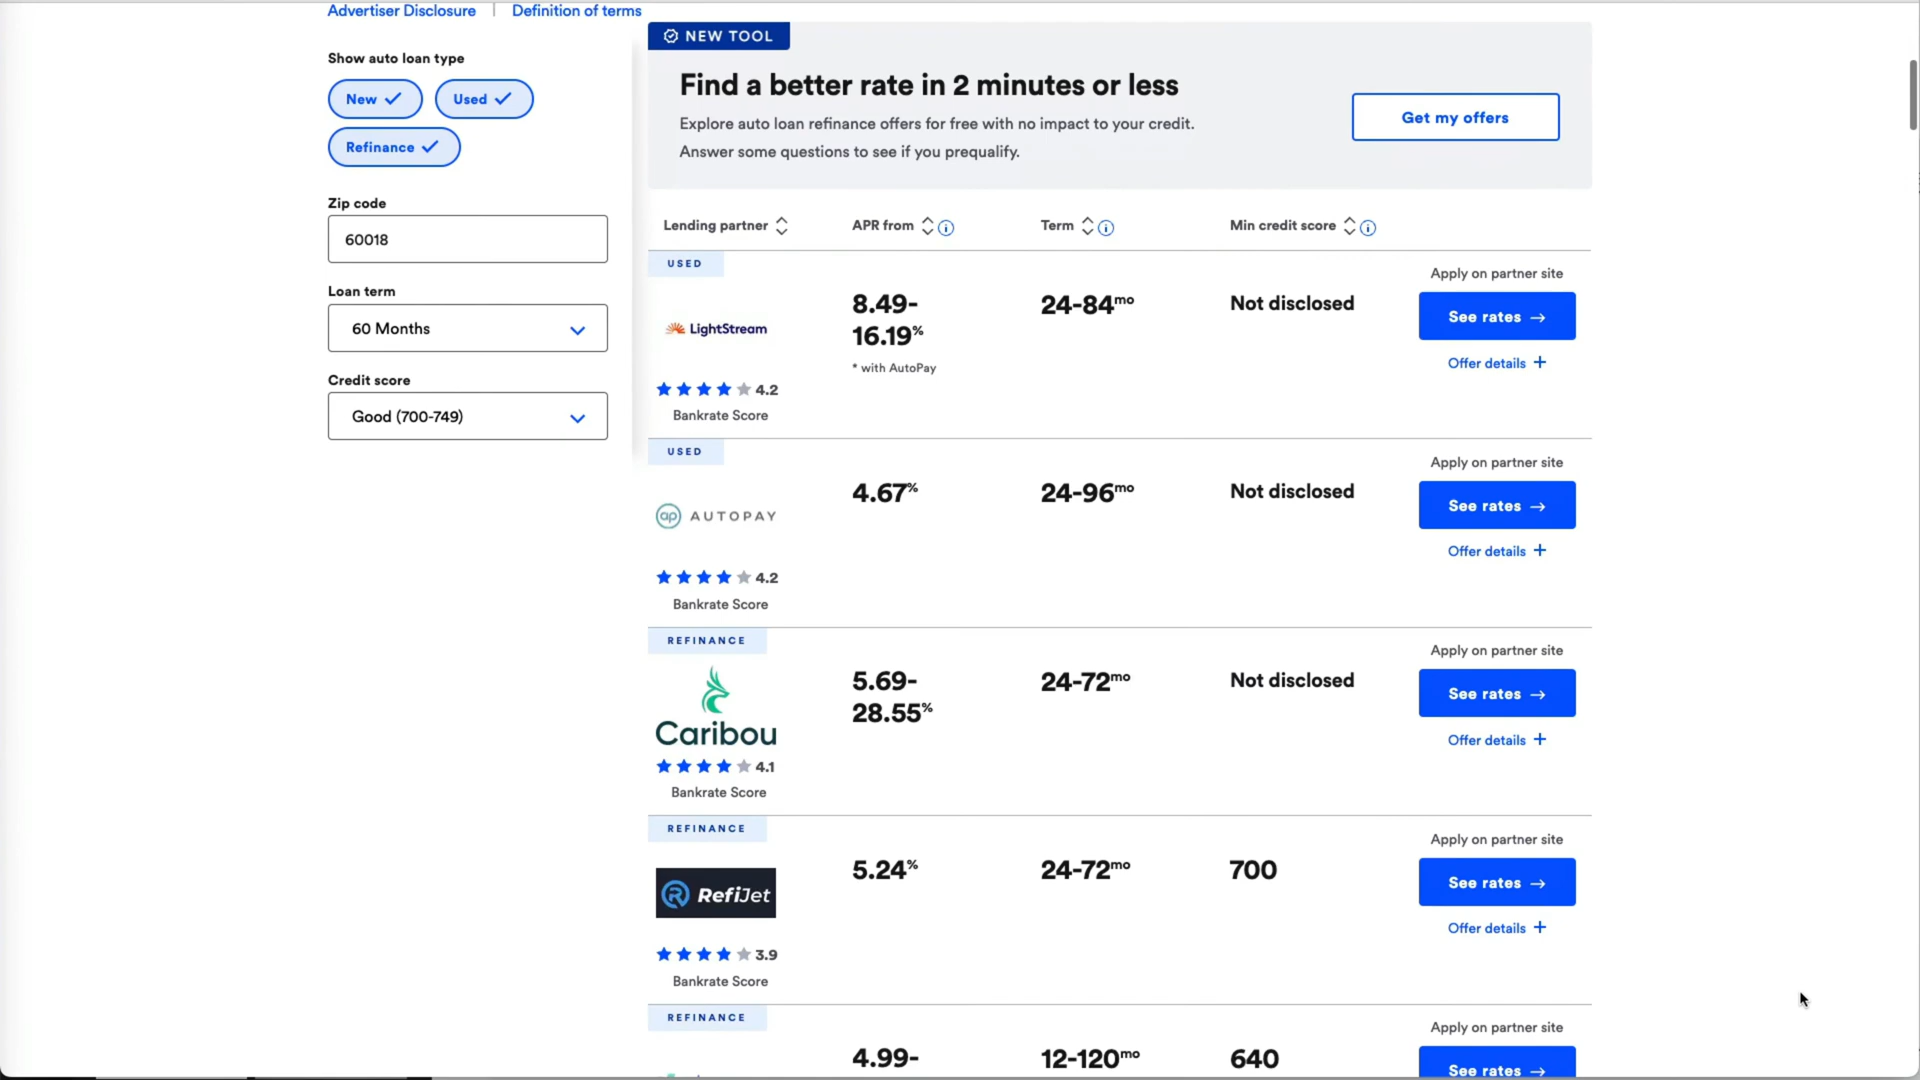 Advertiser Disclosure | Definition of terms
Show auto loan type
New
Used
Refinance
Zip code
60018
Loan term
60 Months
Credit score
Good (700-749)
NEW TOOL
Find a better rate in 2 minutes or less
Explore auto loan refinance offers for free with no impact to your credit.
Answer some questions to see if you prequalify.
Get my offers
Lending partner
APR from
Term
Min credit score
USED
LightStream
4.2
Bankrate Score
8.49-
16.19%
* with AutoPay
24-84mo
Not disclosed
Apply on partner site
See rates →
Offer details +
USED
ap AUTOPAY
4.2
Bankrate Score
4.67%
24-96mo
Not disclosed
Apply on partner site
See rates →
Offer details +
REFINANCE
Caribou
4.1
Bankrate Score
5.69-
28.55%
24-72mo
Not disclosed
Apply on partner site
See rates →
Offer details +
REFINANCE
RefiJet
3.9
Bankrate Score
5.24%
24-72mo
700
Apply on partner site
See rates →
Offer details +
REFINANCE
4.99-
12-120mo
640
Apply on partner site
See rates →